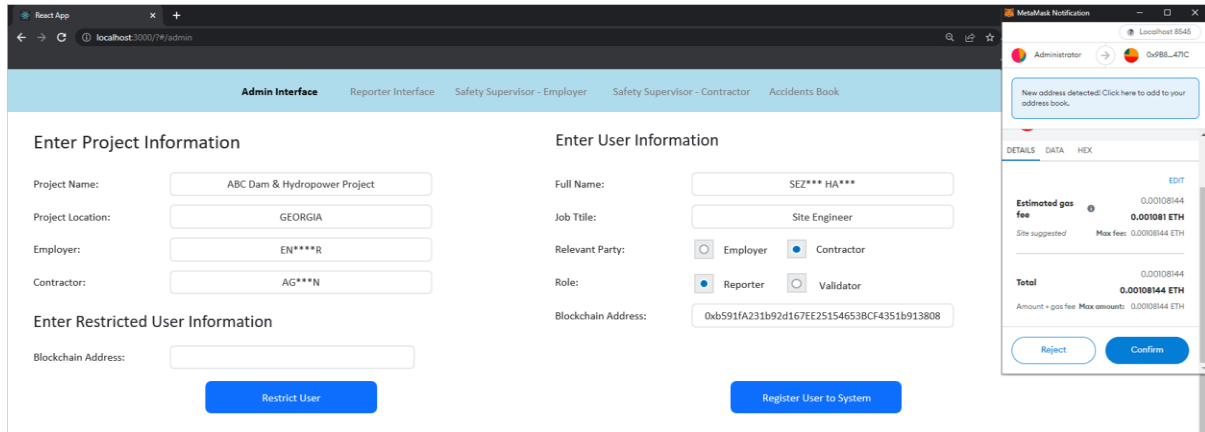 React App
localhost:3000/?#/admin
Admin Interface Reporter Interface Safety Supervisor - Employer Safety Supervisor - Contractor Accidents Book
Enter Project Information
Project Name: ABC Dam & Hydropower Project
Project Location: GEORGIA
Employer: EN****R
Contractor: AG***N
Enter Restricted User Information
Blockchain Address:
Restrict User
Enter User Information
Full Name: SEZ*** HA***
Job Ttile: Site Engineer
Relevant Party: Employer Contractor
Role: Reporter Validator
Blockchain Address: 0xb591fA231b92d167EE25154653BCF4351b913808
Register User to System
MetaMask Notification
Localhost 8545
Administrator 0x9B8...471C
New address detected! Click here to add to your
address book.
DETAILS DATA HEX
EDIT
Estimated gas fee 0.00108144
0.001081 ETH
Site suggested Max fee: 0.00108144 ETH
Total 0.00108144
0.00108144 ETH
Amount + gas fee Max amount: 0.00108144 ETH
Reject Confirm